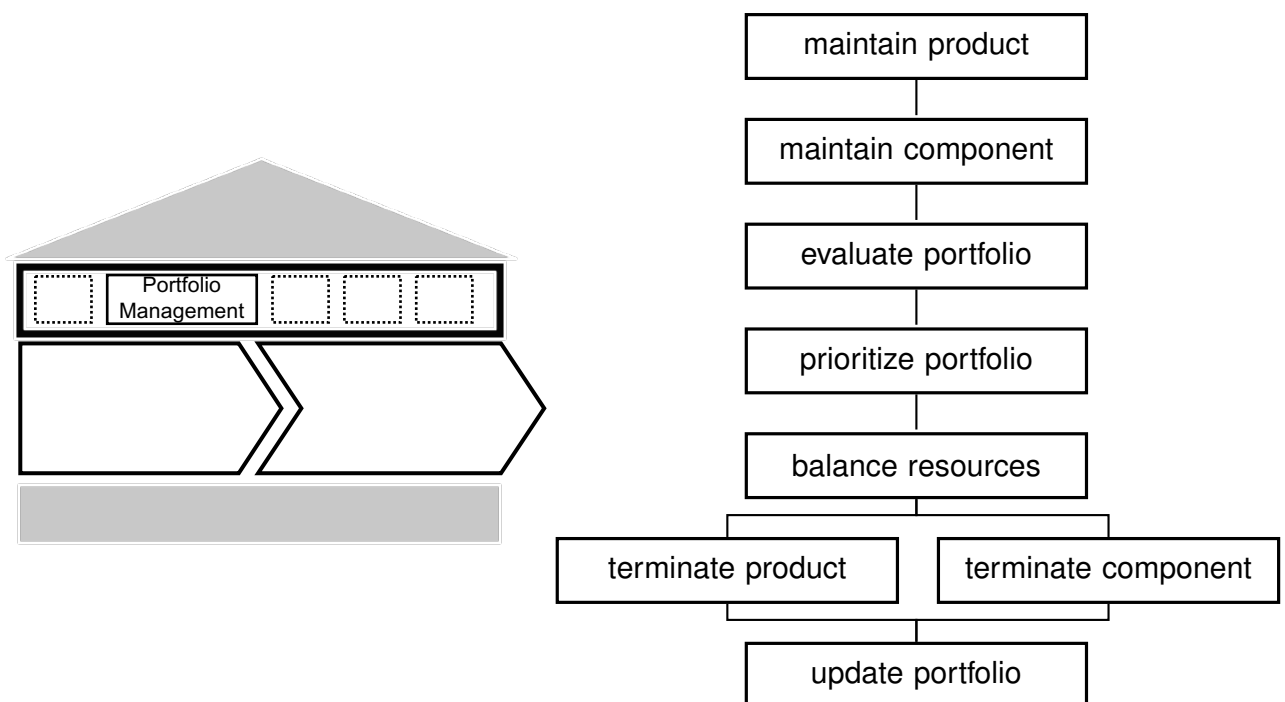 maintain product
maintain component
evaluate portfolio
Portfolio
Management
prioritize portfolio
balance resources
terminate product
terminate component
update portfolio